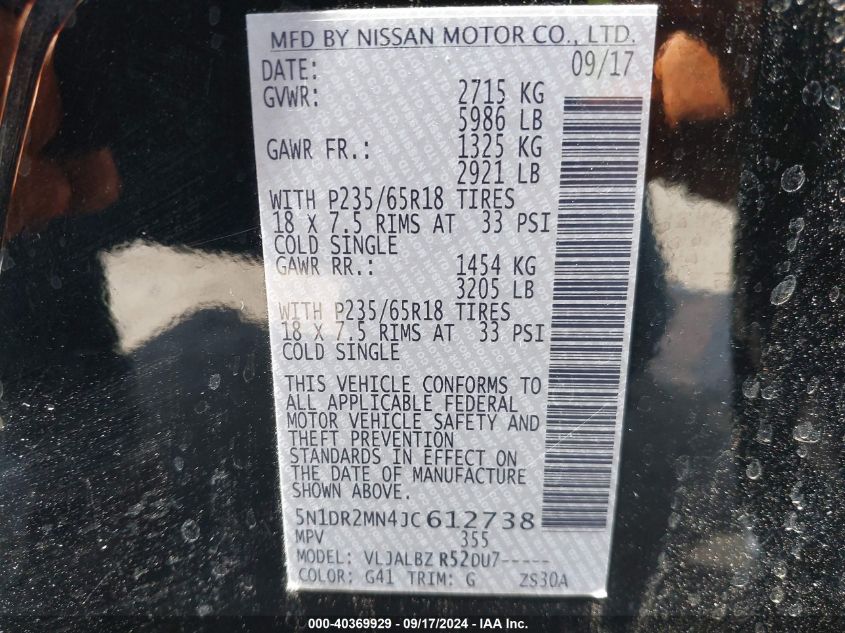 MFD BY NISSAN MOTOR CO., LTD.
DATE: 09/17
GVWR: 2715 KG
5986 LB
GAWR FR.: 1325 KG
2921 LB
WITH P235/65R18 TIRES
18 X 7.5 RIMS AT 33 PSI
COLD SINGLE
GAWR RR.: 1454 KG
3205 LB
WITH P235/65R18 TIRES
18 X 7.5 RIMS AT 33 PSI
COLD SINGLE
THIS VEHICLE CONFORMS TO
ALL APPLICABLE FEDERAL
MOTOR VEHICLE SAFETY AND
THEFT PREVENTION
STANDARDS IN EFFECT ON
THE DATE OF MANUFACTURE
SHOWN ABOVE.
5N1DR2MN4JC612738
MPV 355
MODEL: VLJALBZ R52DU7-----
COLOR: G41 TRIM: G ZS30A
000-40369929 - 09/17/2024 - IAA Inc.